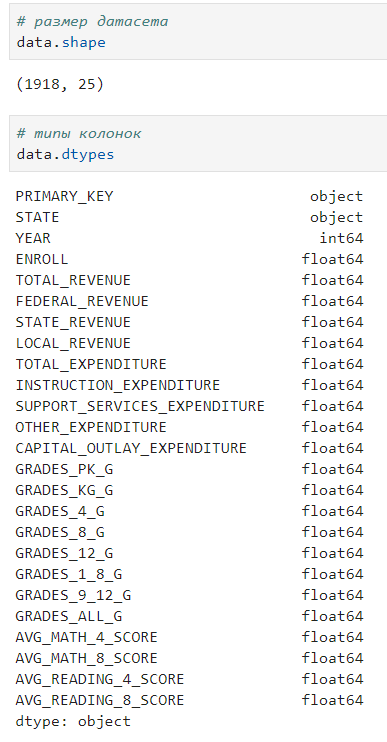 # размер датасета
data.shape
(1918, 25)
# типы колонок
data.dtypes
PRIMARY_KEY object
STATE object
YEAR int64
ENROLL float64
TOTAL_REVENUE float64
FEDERAL_REVENUE float64
STATE_REVENUE float64
LOCAL_REVENUE float64
TOTAL_EXPENDITURE float64
INSTRUCTION_EXPENDITURE float64
SUPPORT_SERVICES_EXPENDITURE float64
OTHER_EXPENDITURE float64
CAPITAL_OUTLAY_EXPENDITURE float64
GRADES_PK_G float64
GRADES_KG_G float64
GRADES_4_G float64
GRADES_8_G float64
GRADES_12_G float64
GRADES_1_8_G float64
GRADES_9_12_G float64
GRADES_ALL_G float64
AVG_MATH_4_SCORE float64
AVG_MATH_8_SCORE float64
AVG_READING_4_SCORE float64
AVG_READING_8_SCORE float64
dtype: object